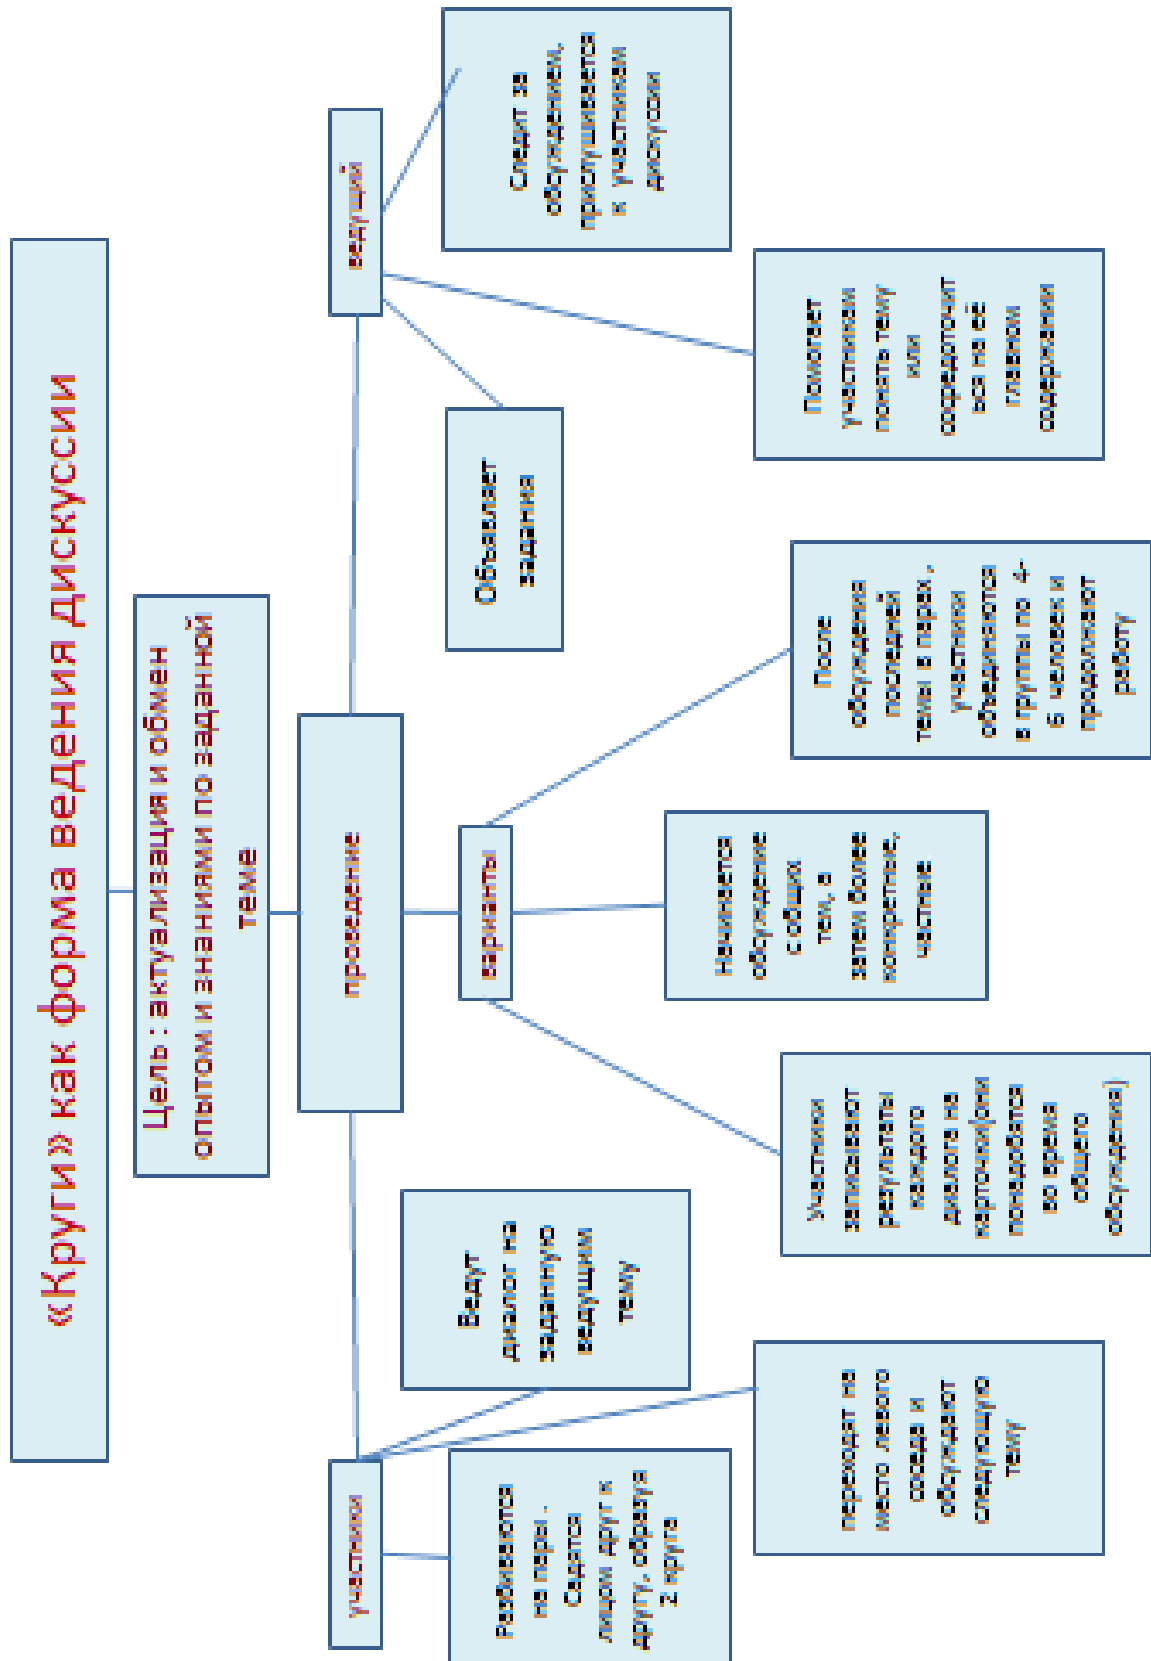 «Круги» как форма ведения дискуссии
Цель : актуализация и обмен
опытом и знаниями по заданной
теме
участники
проведение
ведущий
Разбиваются
на пары .
Садятся
лицом друг к
другу, образуя
2 круга
Ведут
диалог на
заданную
ведущим
тему
переходят на
место левого
соседа и
обсуждают
следующую
тему
варианты
Участники
записывают
результаты
каждого
диалога на
карточки(они
понадобятся
во время
общего
обсуждения)
Начинается
обсуждение
с общих
тем, а
затем более
конкретные,
частные
После
обсуждения
последней
темы в парах ,
участники
объединяются
в группы по 4-
6 человек и
продолжают
работу
Объявляет
задания
Помогает
участникам
понять тему
или
сосредоточит
ься на её
главном
содержании
Следит за
обсуждением,
прислушивается
к участникам
дискуссии